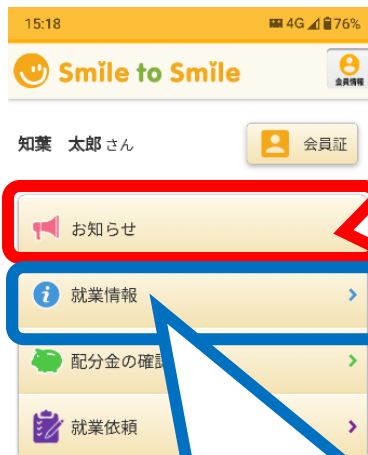 15:18 4G 76%
Smile to Smile
会員情報
知葉 太郎 さん 会員証
お知らせ
就業情報
配分金の確認
就業依頼